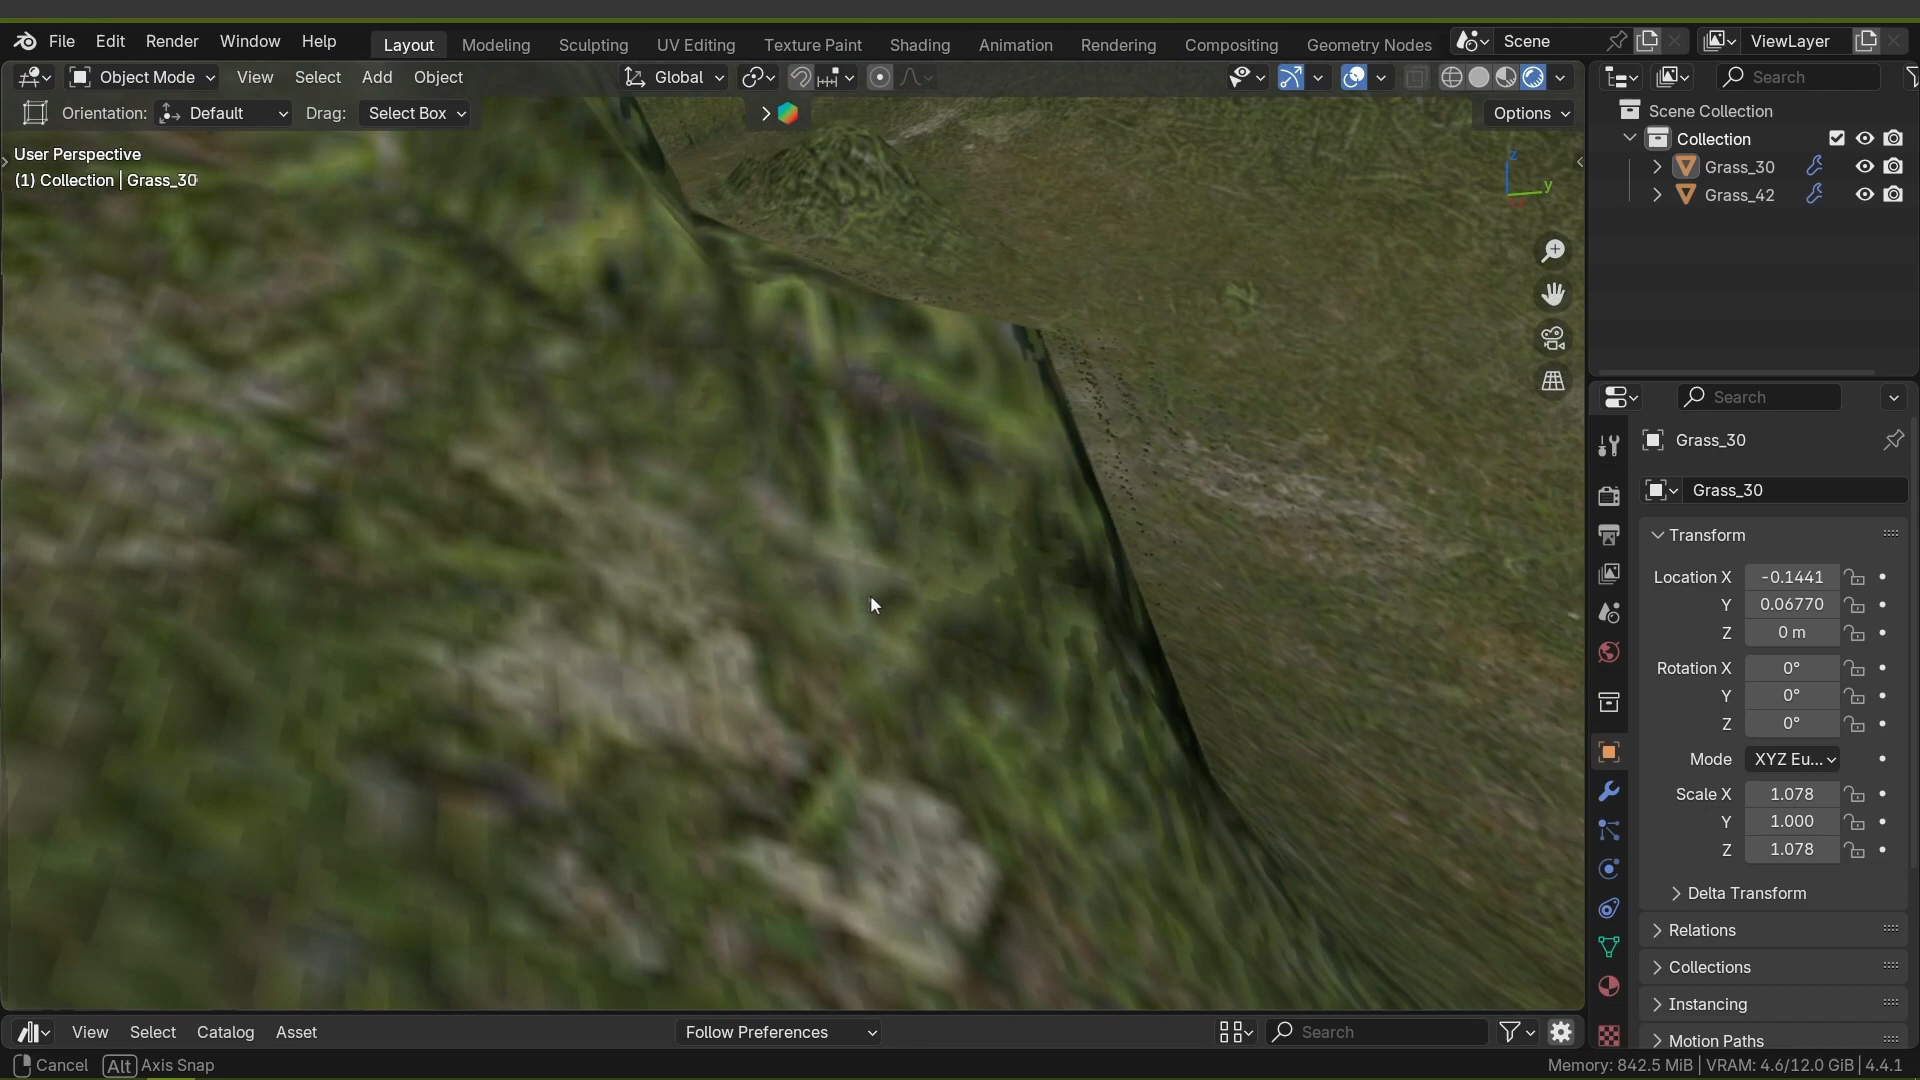 File Edit Render Window Help Layout Modeling Sculpting UV Editing Texture Paint Shading Animation Rendering Compositing Geometry Nodes Scene ViewLayer
Object Mode View Select Add Object Global Search
Orientation: Default Drag: Select Box Options
User Perspective
(1) Collection | Grass_30
z
y
Scene Collection
Collection
Grass_30
Grass_42
Search
Grass_30
Grass_30
Transform
Location X -0.1441
Y 0.06770
Z 0 m
Rotation X 0°
Y 0°
Z 0°
Mode XYZ Eu...
Scale X 1.078
Y 1.000
Z 1.078
Delta Transform
Relations
Collections
Instancing
Motion Paths
View Select Catalog Asset Follow Preferences Search
Cancel Alt Axis Snap Memory: 842.5 MiB | VRAM: 4.6/12.0 GiB | 4.4.1